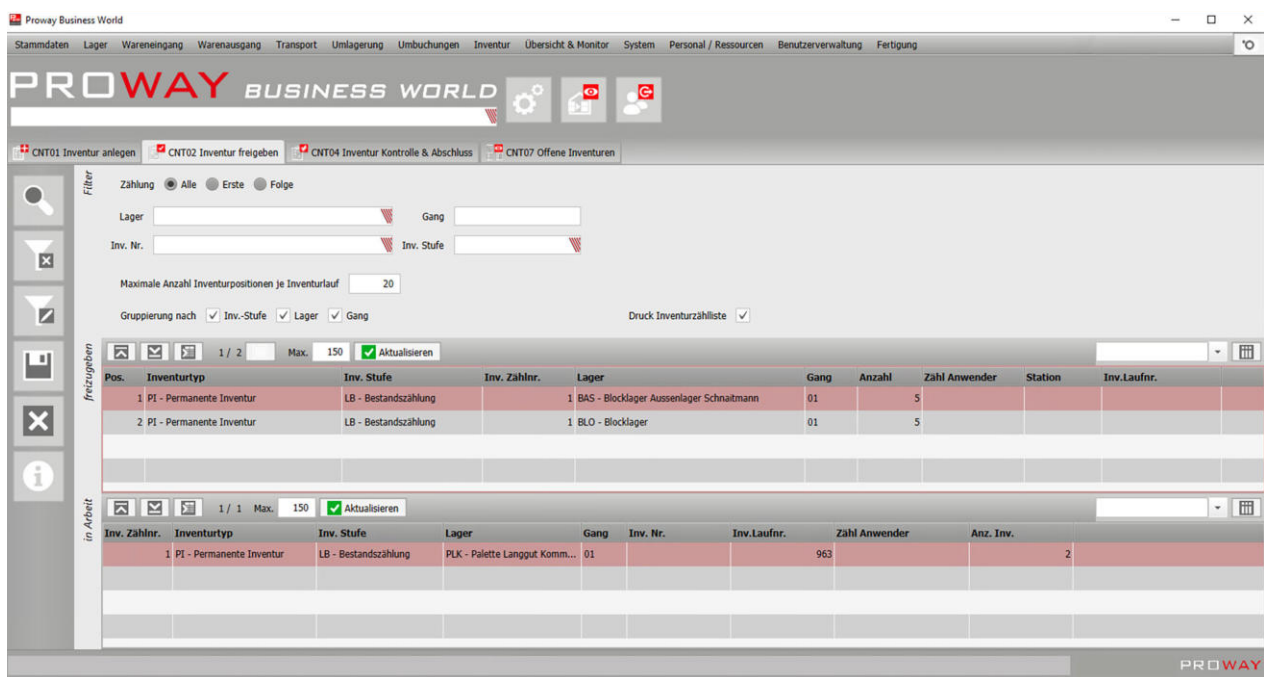 Proway Business World
Stammdaten Lager Wareneingang Warenausgang Transport Umlagerung Umbuchungen Inventur Übersicht & Monitor System Personal / Ressourcen Benutzerverwaltung Fertigung
PROWAY BUSINESS WORLD
CNT01 Inventur anlegen CNT02 Inventur freigeben CNT04 Inventur Kontrolle & Abschluss CNT07 Offene Inventuren
Filter
Zählung Alle Erste Folge
Lager Gang
Inv. Nr. Inv. Stufe
Maximale Anzahl Inventurpositionen je Inventurlauf 20
Gruppierung nach Inv.-Stufe Lager Gang Druck Inventurzählliste
freizugeben
1 / 2 Max. 150 Aktualisieren
Pos. Inventurtyp Inv. Stufe Inv. Zählnr. Lager Gang Anzahl Zähl Anwender Station Inv.Laufnr.
1 PI - Permanente Inventur LB - Bestandszählung 1 BAS - Blocklager Aussenlager Schnaitmann 01 5
2 PI - Permanente Inventur LB - Bestandszählung 1 BLO - Blocklager 01 5
in Arbeit
1 / 1 Max. 150 Aktualisieren
Inv. Zählnr. Inventurtyp Inv. Stufe Lager Gang Inv. Nr. Inv.Laufnr. Zähl Anwender Anz. Inv.
1 PI - Permanente Inventur LB - Bestandszählung PLK - Palette Langgut Komm... 01 963 2
PROWAY